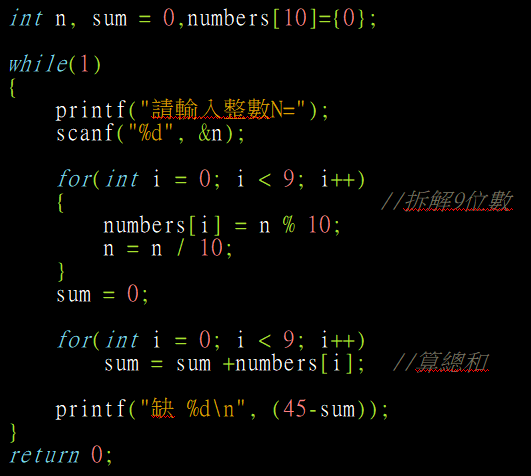 int n, sum = 0,numbers[10]={0};
while(1)
{
printf("請輸入整數N=");
scanf("%d", &n);
for(int i = 0; i < 9; i++)
{ //拆解9位數
numbers[i] = n % 10;
n = n / 10;
}
sum = 0;
for(int i = 0; i < 9; i++)
sum = sum +numbers[i]; //算總和
printf("缺 %d\n", (45-sum));
}
return 0;